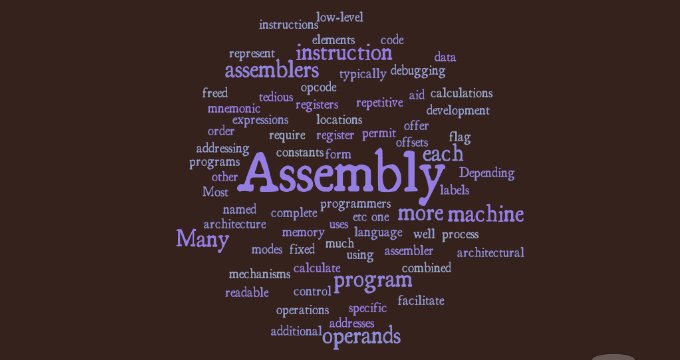 low-level
instructions
elements code
represent instruction data
assemblers typically debugging
freed opcode
tedious registers repetitive aid calculations
mnemonic development
expressions locations offer
order require register permit flag
offsets
addressing constants form each
programs
other Assembly Depending
Most labels
programmers
named complete etc one more machine
architecture uses
Many memory language well process
modes fixed much assembler architectural
using
mechanisms calculate combined
program
readable control facilitate
operations specific
addresses
additional operands